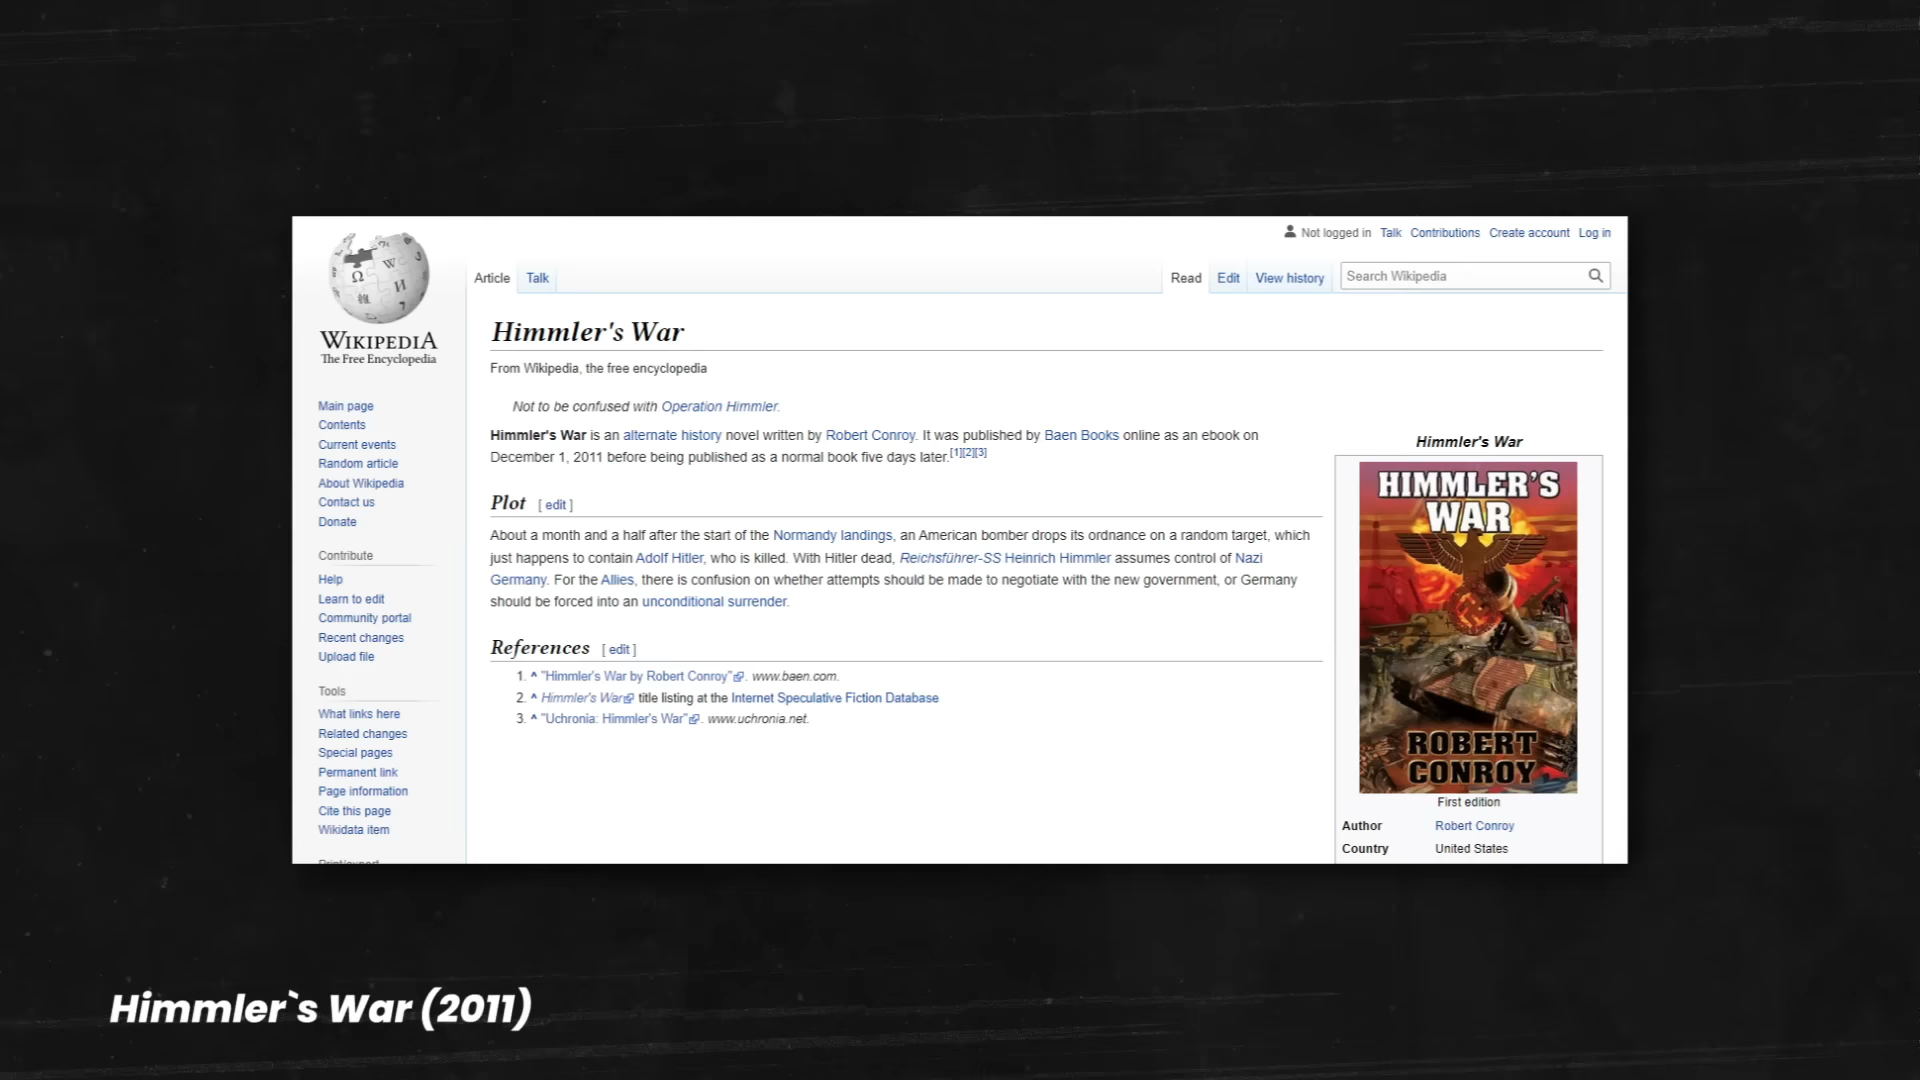 Not logged in Talk Contributions Create account Log in
Article Talk Read Edit View history Search Wikipedia
WIKIPEDIA
The Free Encyclopedia
Main page
Contents
Current events
Random article
About Wikipedia
Contact us
Donate
Contribute
Help
Learn to edit
Community portal
Recent changes
Upload file
Tools
What links here
Related changes
Special pages
Permanent link
Page information
Cite this page
Wikidata item
Print/export
Himmler's War
From Wikipedia, the free encyclopedia
Not to be confused with Operation Himmler.
Himmler's War is an alternate history novel written by Robert Conroy. It was published by Baen Books online as an ebook on
December 1, 2011 before being published as a normal book five days later.[1][2][3]
Plot [ edit ]
About a month and a half after the start of the Normandy landings, an American bomber drops its ordnance on a random target, which
just happens to contain Adolf Hitler, who is killed. With Hitler dead, Reichsführer-SS Heinrich Himmler assumes control of Nazi
Germany. For the Allies, there is confusion on whether attempts should be made to negotiate with the new government, or Germany
should be forced into an unconditional surrender.
References [ edit ]
1. ^ "Himmler's War by Robert Conroy". www.baen.com.
2. ^ Himmler's War title listing at the Internet Speculative Fiction Database
3. ^ "Uchronia: Himmler's War". www.uchronia.net.
Himmler's War
HIMMLER'S
WAR
ROBERT
CONROY
First edition
Author Robert Conroy
Country United States
Himmler`s War (2011)